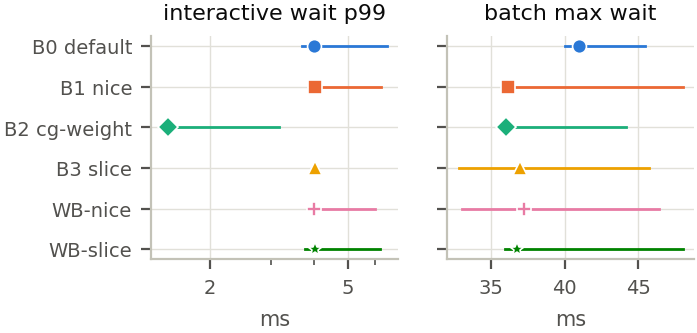 interactive wait p99
batch max wait
B0 default
B1 nice
B2 cg-weight
B3 slice
WB-nice
WB-slice
2 5
35 40 45
ms
ms